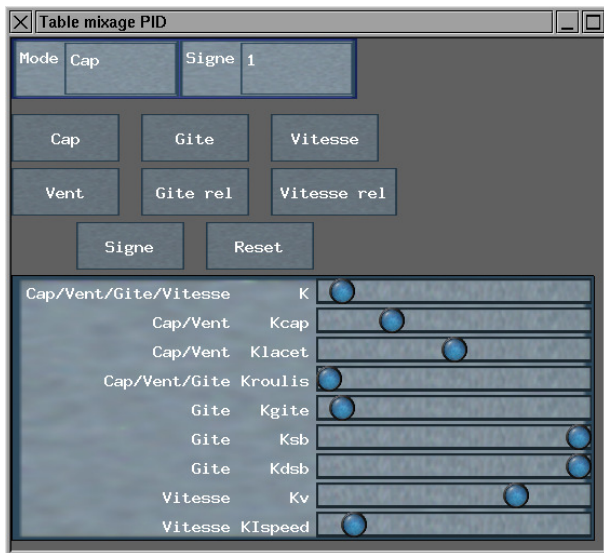 Table mixage PID
Mode Cap Signe 1
Cap Gite Vitesse
Vent Gite rel Vitesse rel
Signe Reset
Cap/Vent/Gite/Vitesse K
Cap/Vent Kcap
Cap/Vent Klacet
Cap/Vent/Gite Kroulis
Gite Kgite
Gite Ksb
Gite Kdsb
Vitesse Kv
Vitesse KIspeed